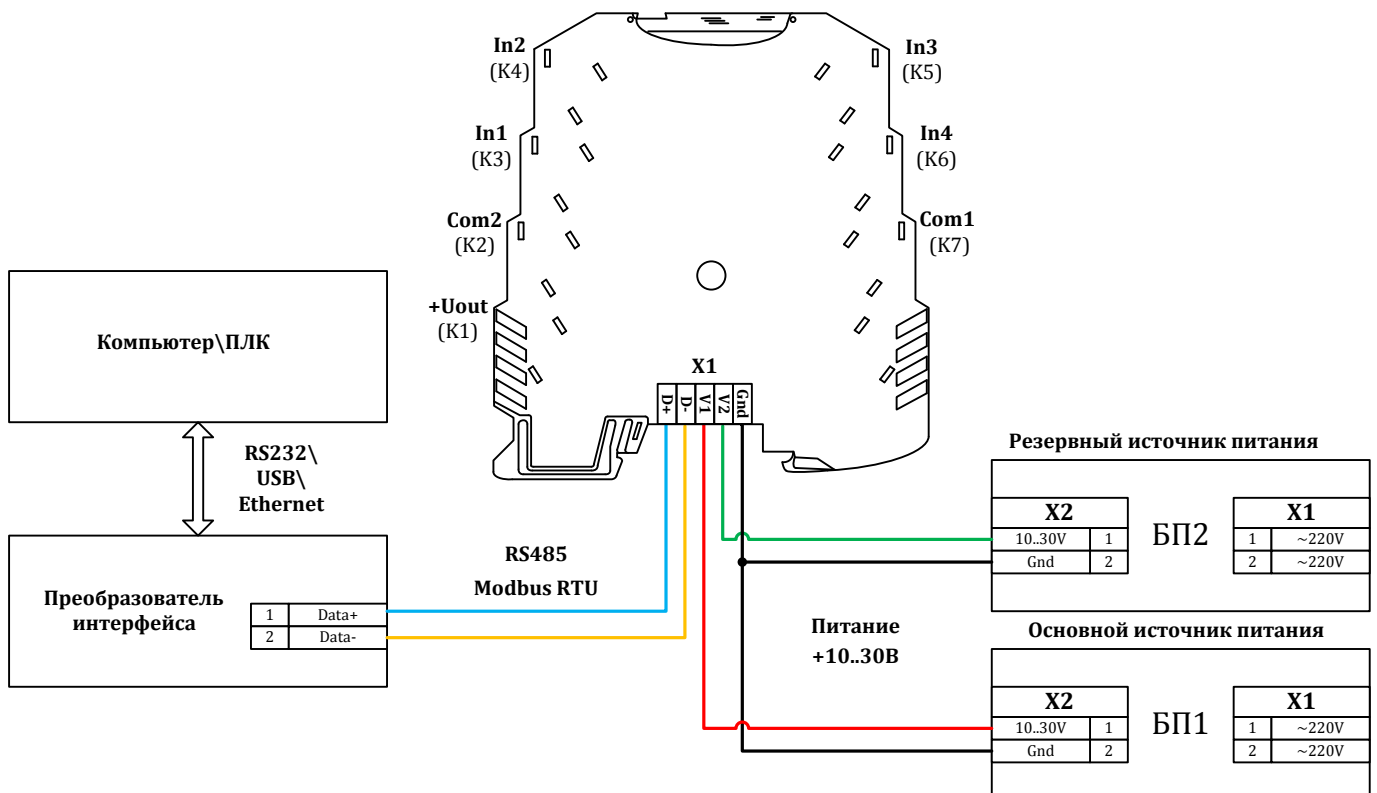 In2
(K4)
In3
(K5)
In1
(K3)
In4
(K6)
Com2
(K2)
Com1
(K7)
+Uout
(K1)
X1
D+
D-
V1
V2
Gnd
Компьютер\ПЛК
RS232\
USB\
Ethernet
Преобразователь
интерфейса
1 Data+
2 Data-
RS485
Modbus RTU
Питание
+10..30В
Резервный источник питания
X2
10..30V 1
Gnd 2
БП2
X1
1 ~220V
2 ~220V
Основной источник питания
X2
10..30V 1
Gnd 2
БП1
X1
1 ~220V
2 ~220V